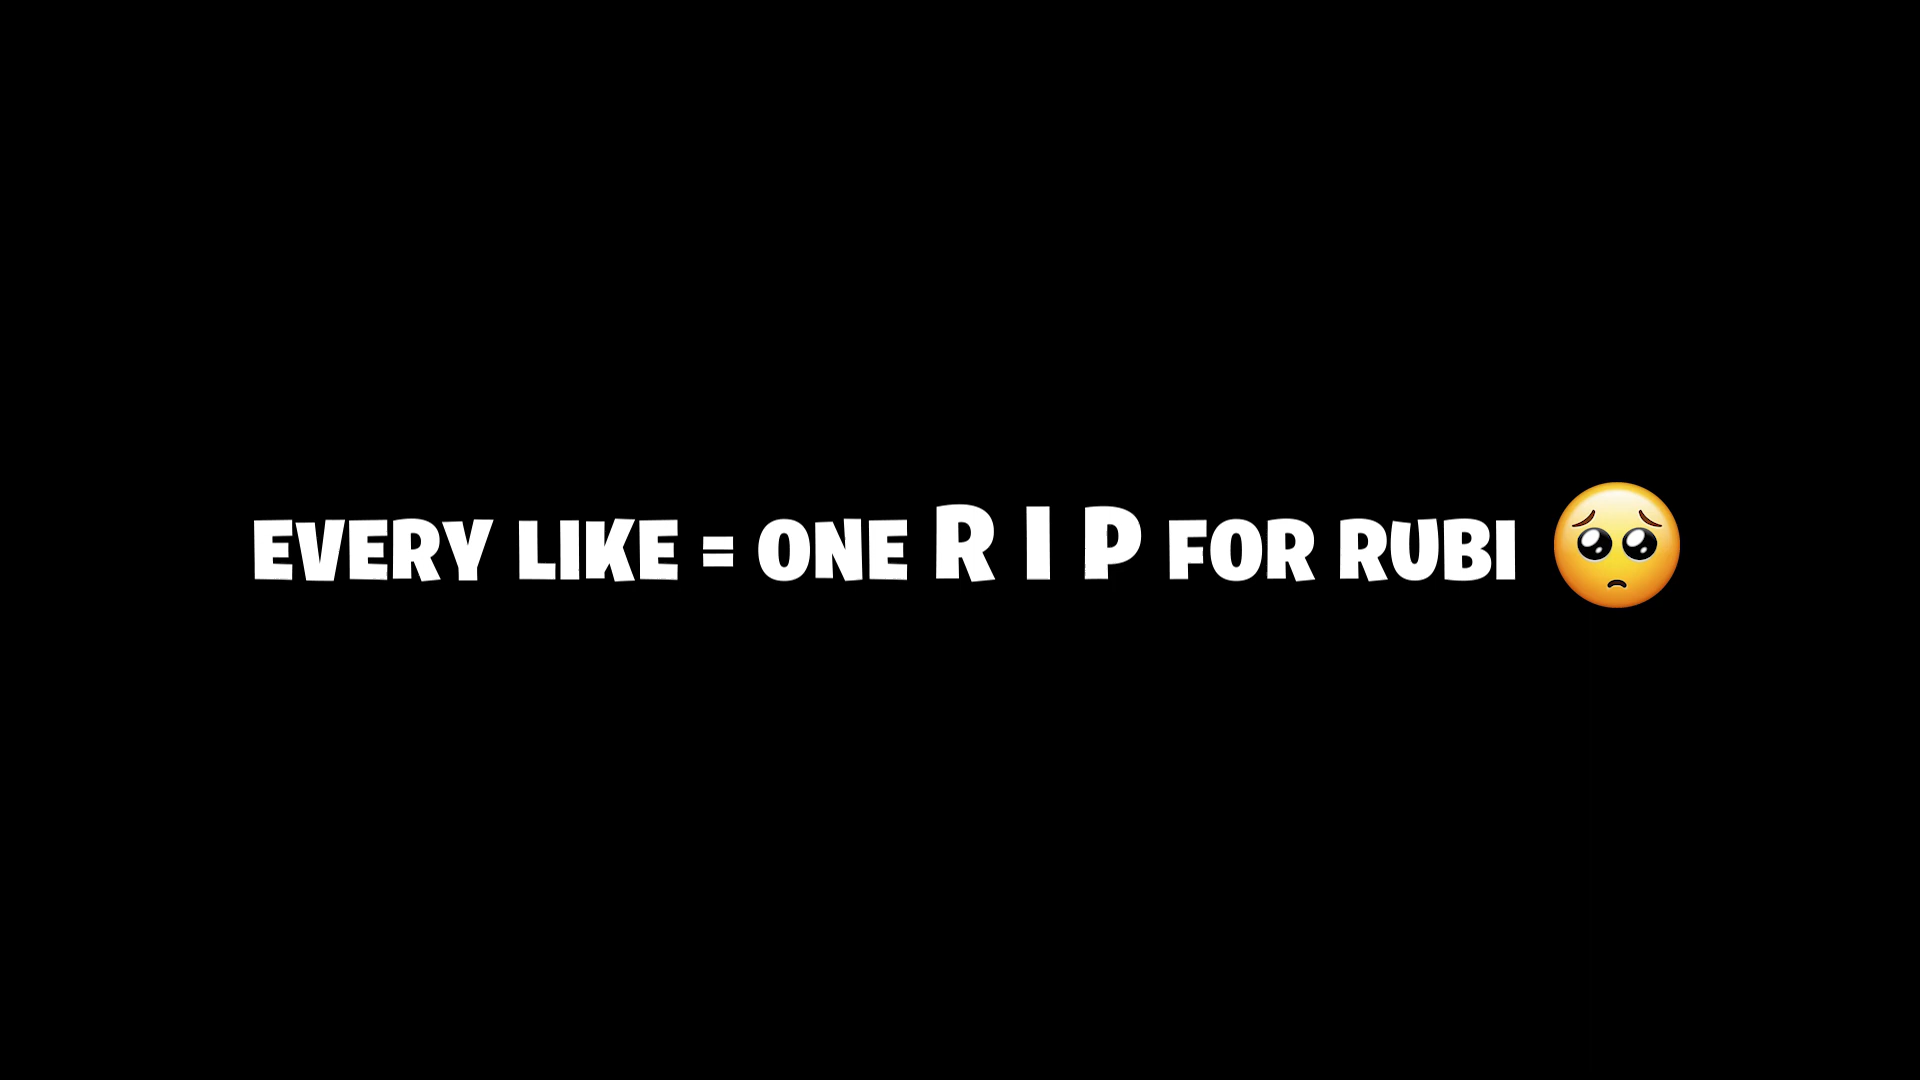 EVERY LIKE = ONE R I P FOR RUBI 🥺